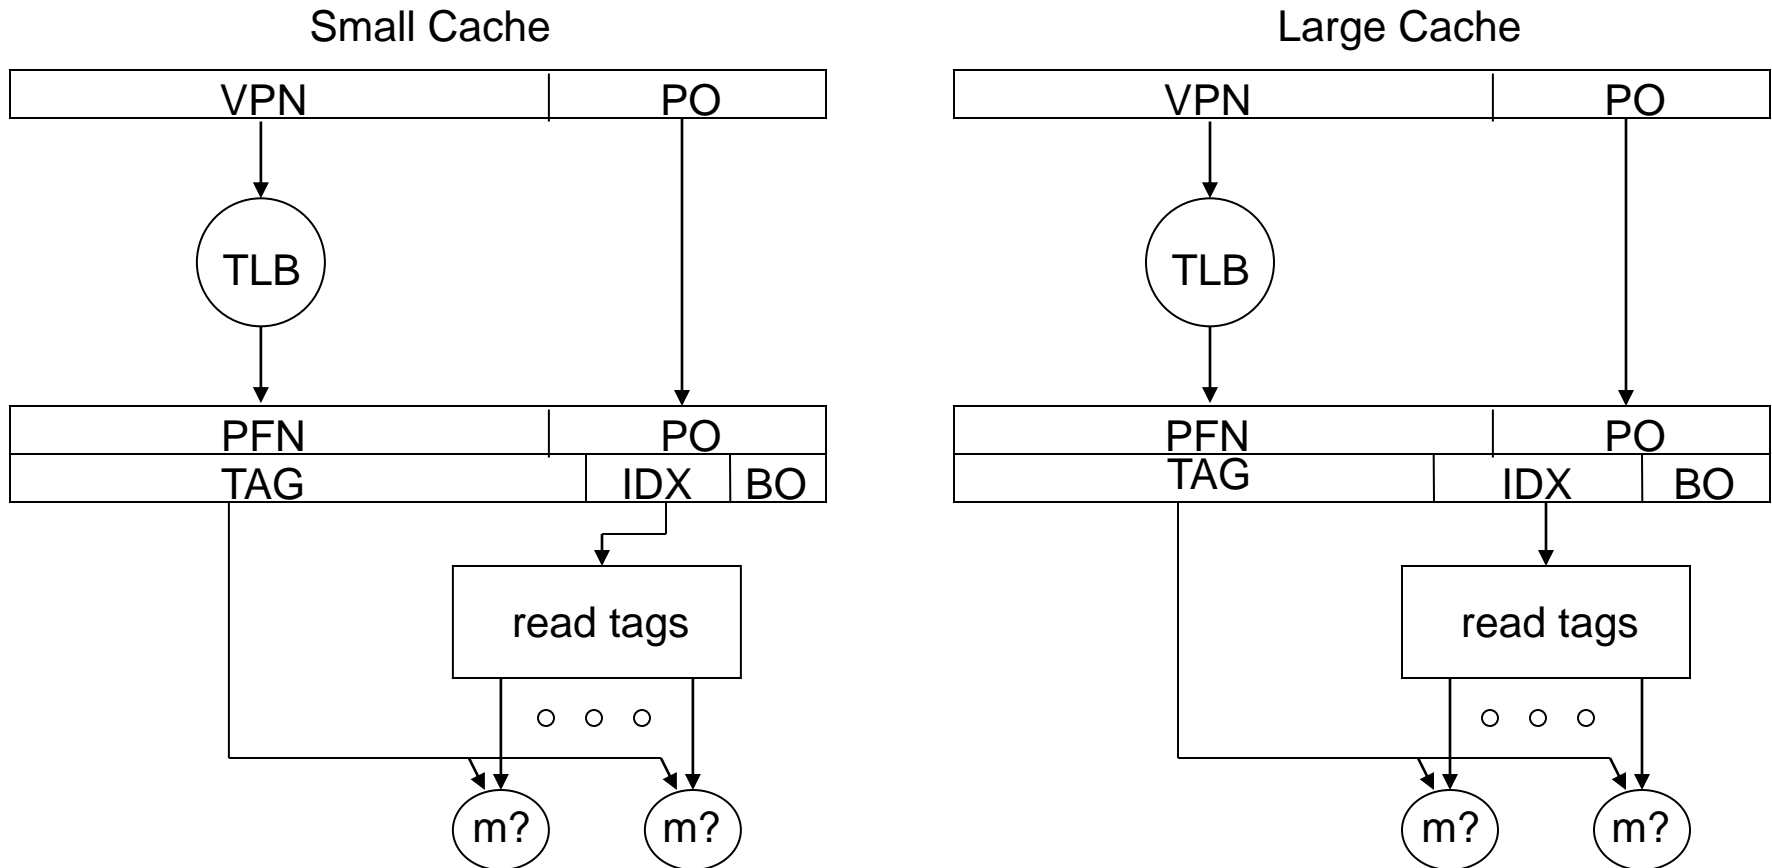 Small Cache
VPN PO
TLB
PFN PO
TAG IDX BO
read tags
m? m?
Large Cache
VPN PO
TLB
PFN PO
TAG IDX BO
read tags
m? m?